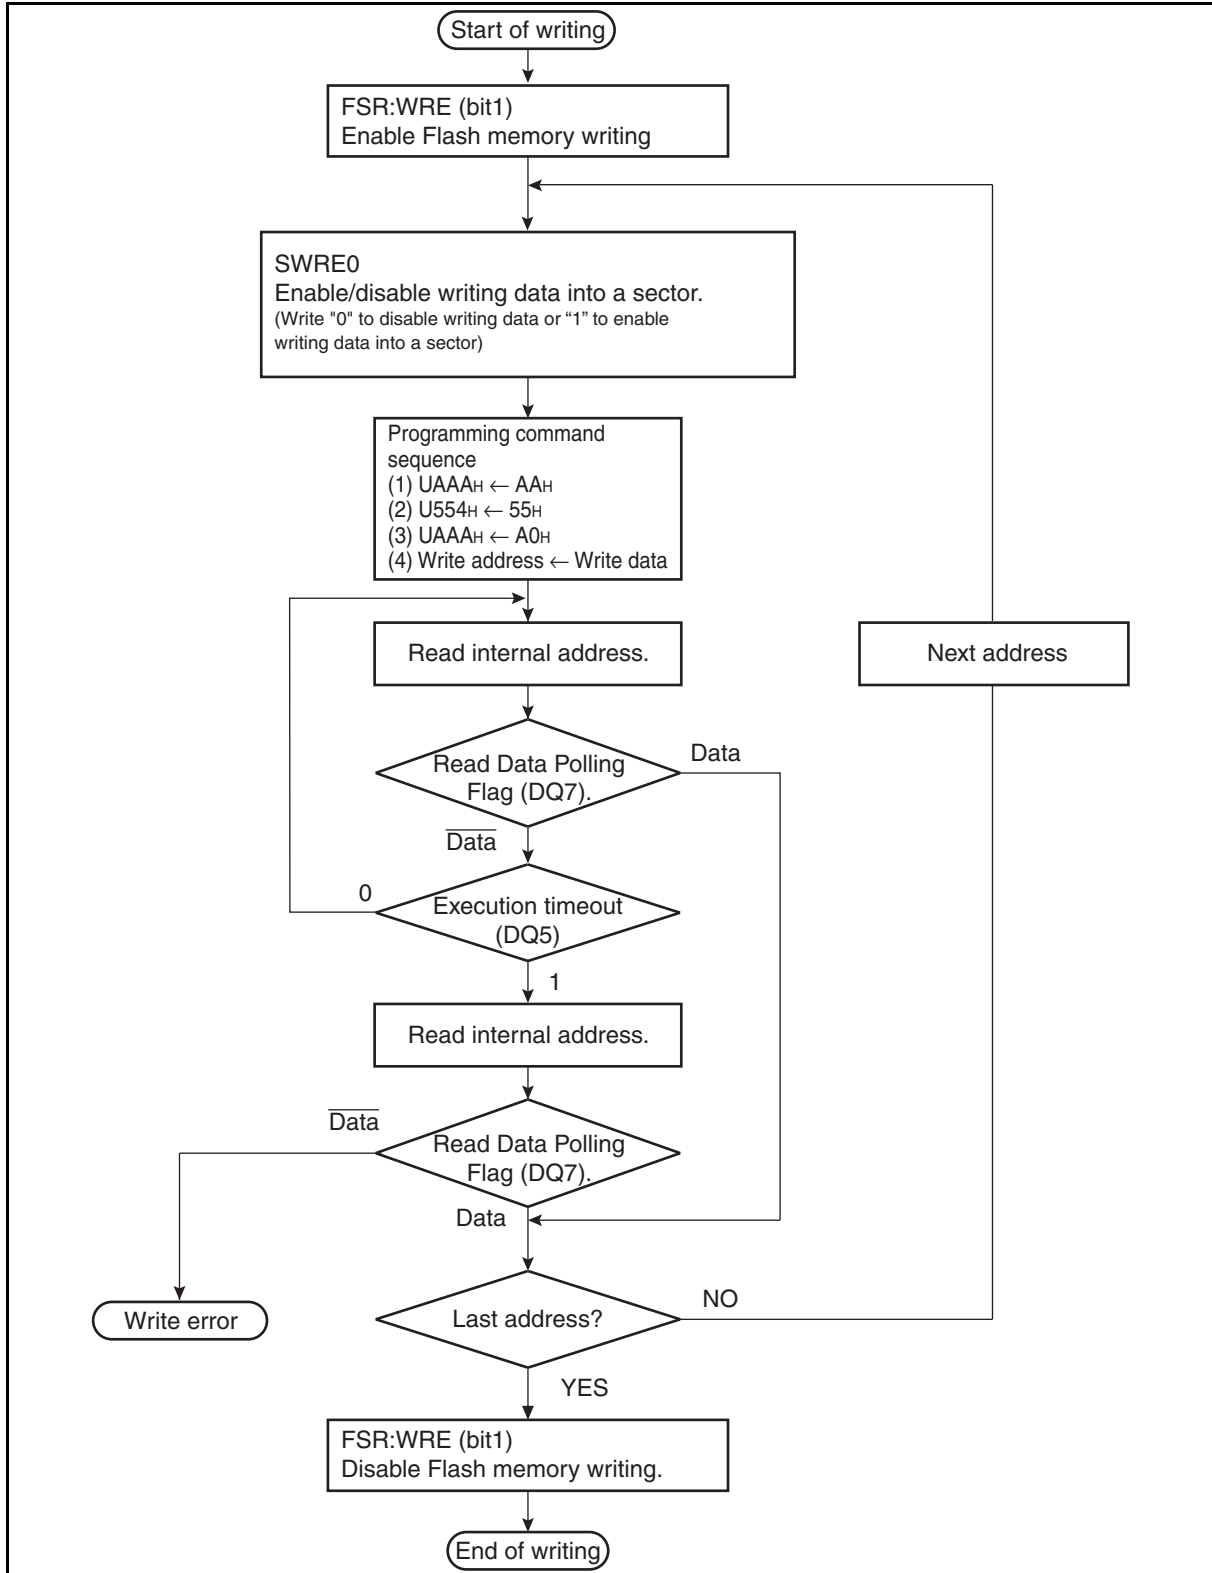 Start of writing
FSR:WRE (bit1)
Enable Flash memory writing
SWRE0
Enable/disable writing data into a sector.
(Write "0" to disable writing data or “1” to enable
writing data into a sector)
Programming command
sequence
(1) UAAAH ← AAH
(2) U554H ← 55H
(3) UAAAH ← A0H
(4) Write address ← Write data
Read internal address.
Next address
Read Data Polling
Flag (DQ7).
Data
D̅a̅t̅a̅
Execution timeout
(DQ5)
0
1
Read internal address.
D̅a̅t̅a̅
Read Data Polling
Flag (DQ7).
Data
Write error
Last address?
NO
YES
FSR:WRE (bit1)
Disable Flash memory writing.
End of writing